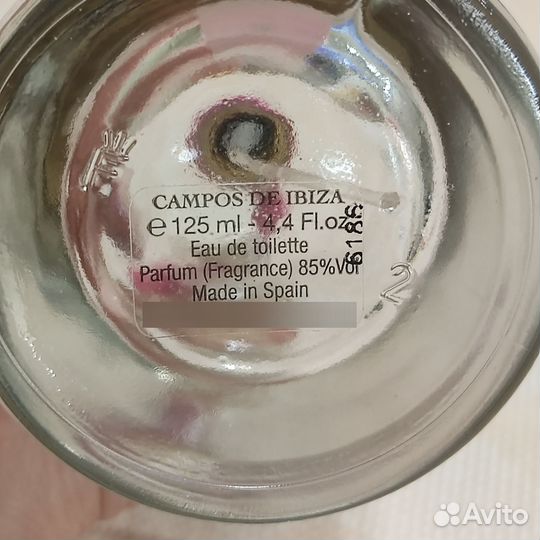 CAMPOS DE IBIZA
℮ 125 ml - 4,4 Fl.oz
Eau de toilette
Parfum (Fragrance) 85%Vol
Made in Spain
6186
2
Avito